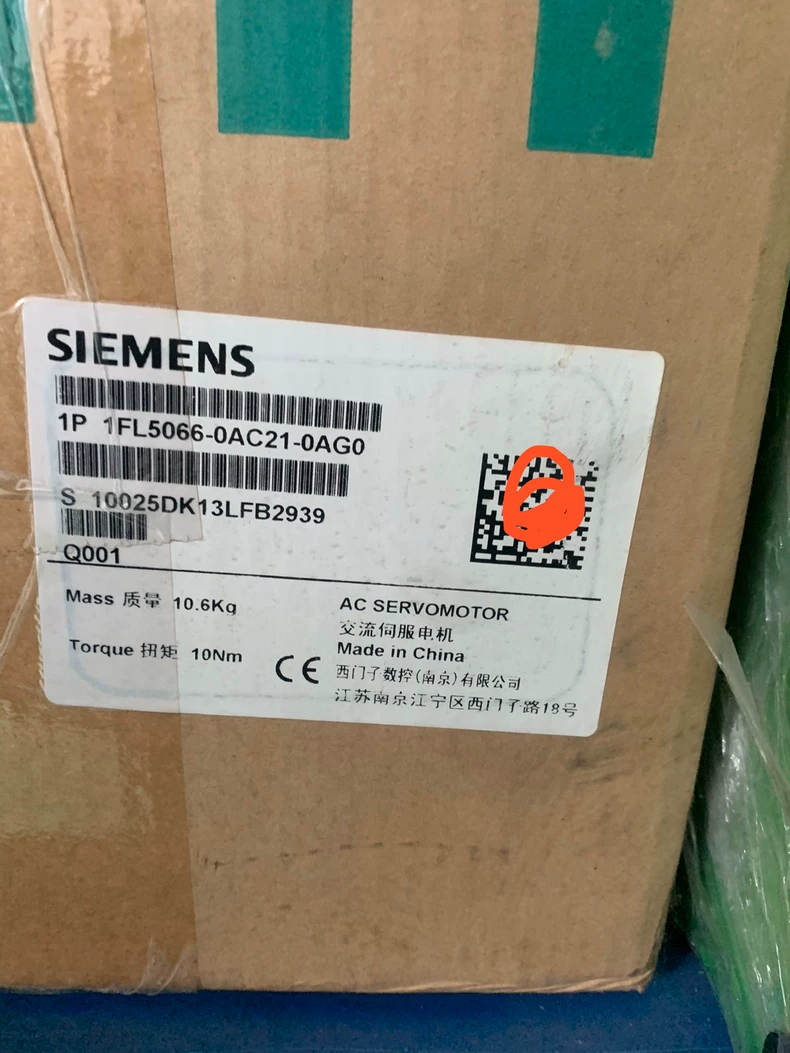 SIEMENS
1P 1FL5066-0AC21-0AG0
S 10025DK13LFB2939
Q001
Mass 质量 10.6Kg
Torque 扭矩 10Nm
CE
AC SERVOMOTOR
交流伺服电机
Made in China
西门子数控(南京)有限公司
江苏南京江宁区西门子路18号